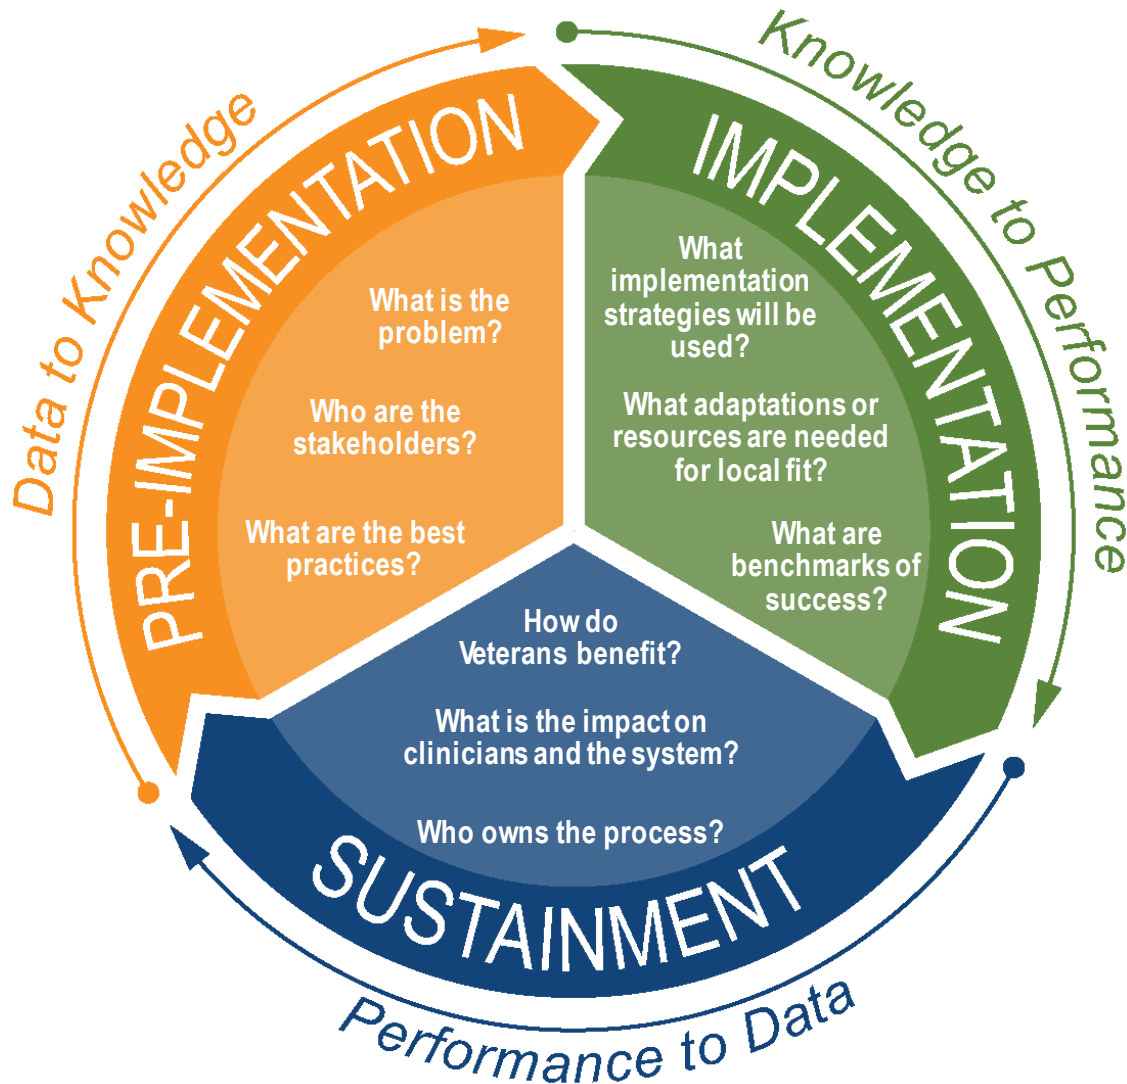 Data to Knowledge
PRE-IMPLEMENTATION
What is the
problem?
Who are the
stakeholders?
What are the best
practices?
Knowledge to Performance
IMPLEMENTATION
What
implementation
strategies will be
used?
What adaptations or
resources are needed
for local fit?
What are
benchmarks of
success?
How do
Veterans benefit?
What is the impact on
clinicians and the system?
Who owns the process?
SUSTAINMENT
Performance to Data